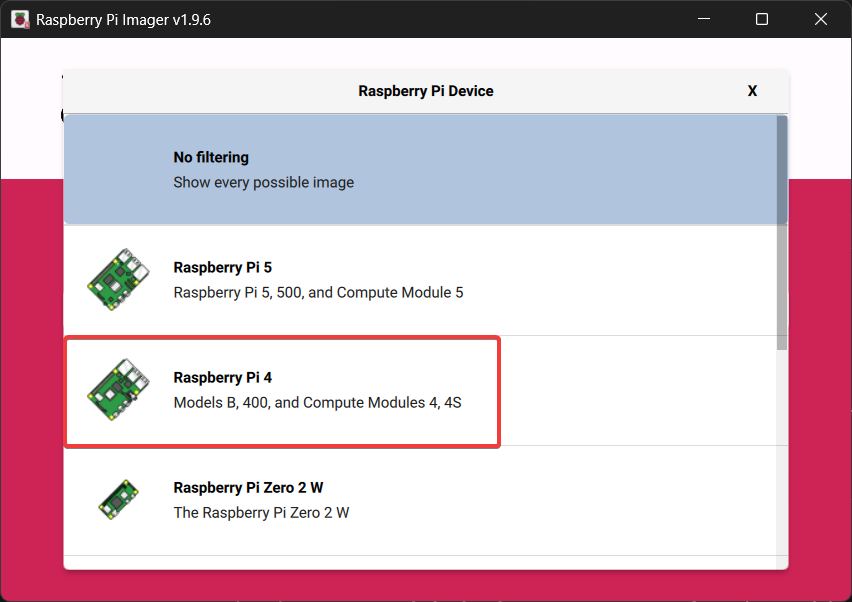 Raspberry Pi Imager v1.9.6
Raspberry Pi Device
X
No filtering
Show every possible image
Raspberry Pi 5
Raspberry Pi 5, 500, and Compute Module 5
Raspberry Pi 4
Models B, 400, and Compute Modules 4, 4S
Raspberry Pi Zero 2 W
The Raspberry Pi Zero 2 W